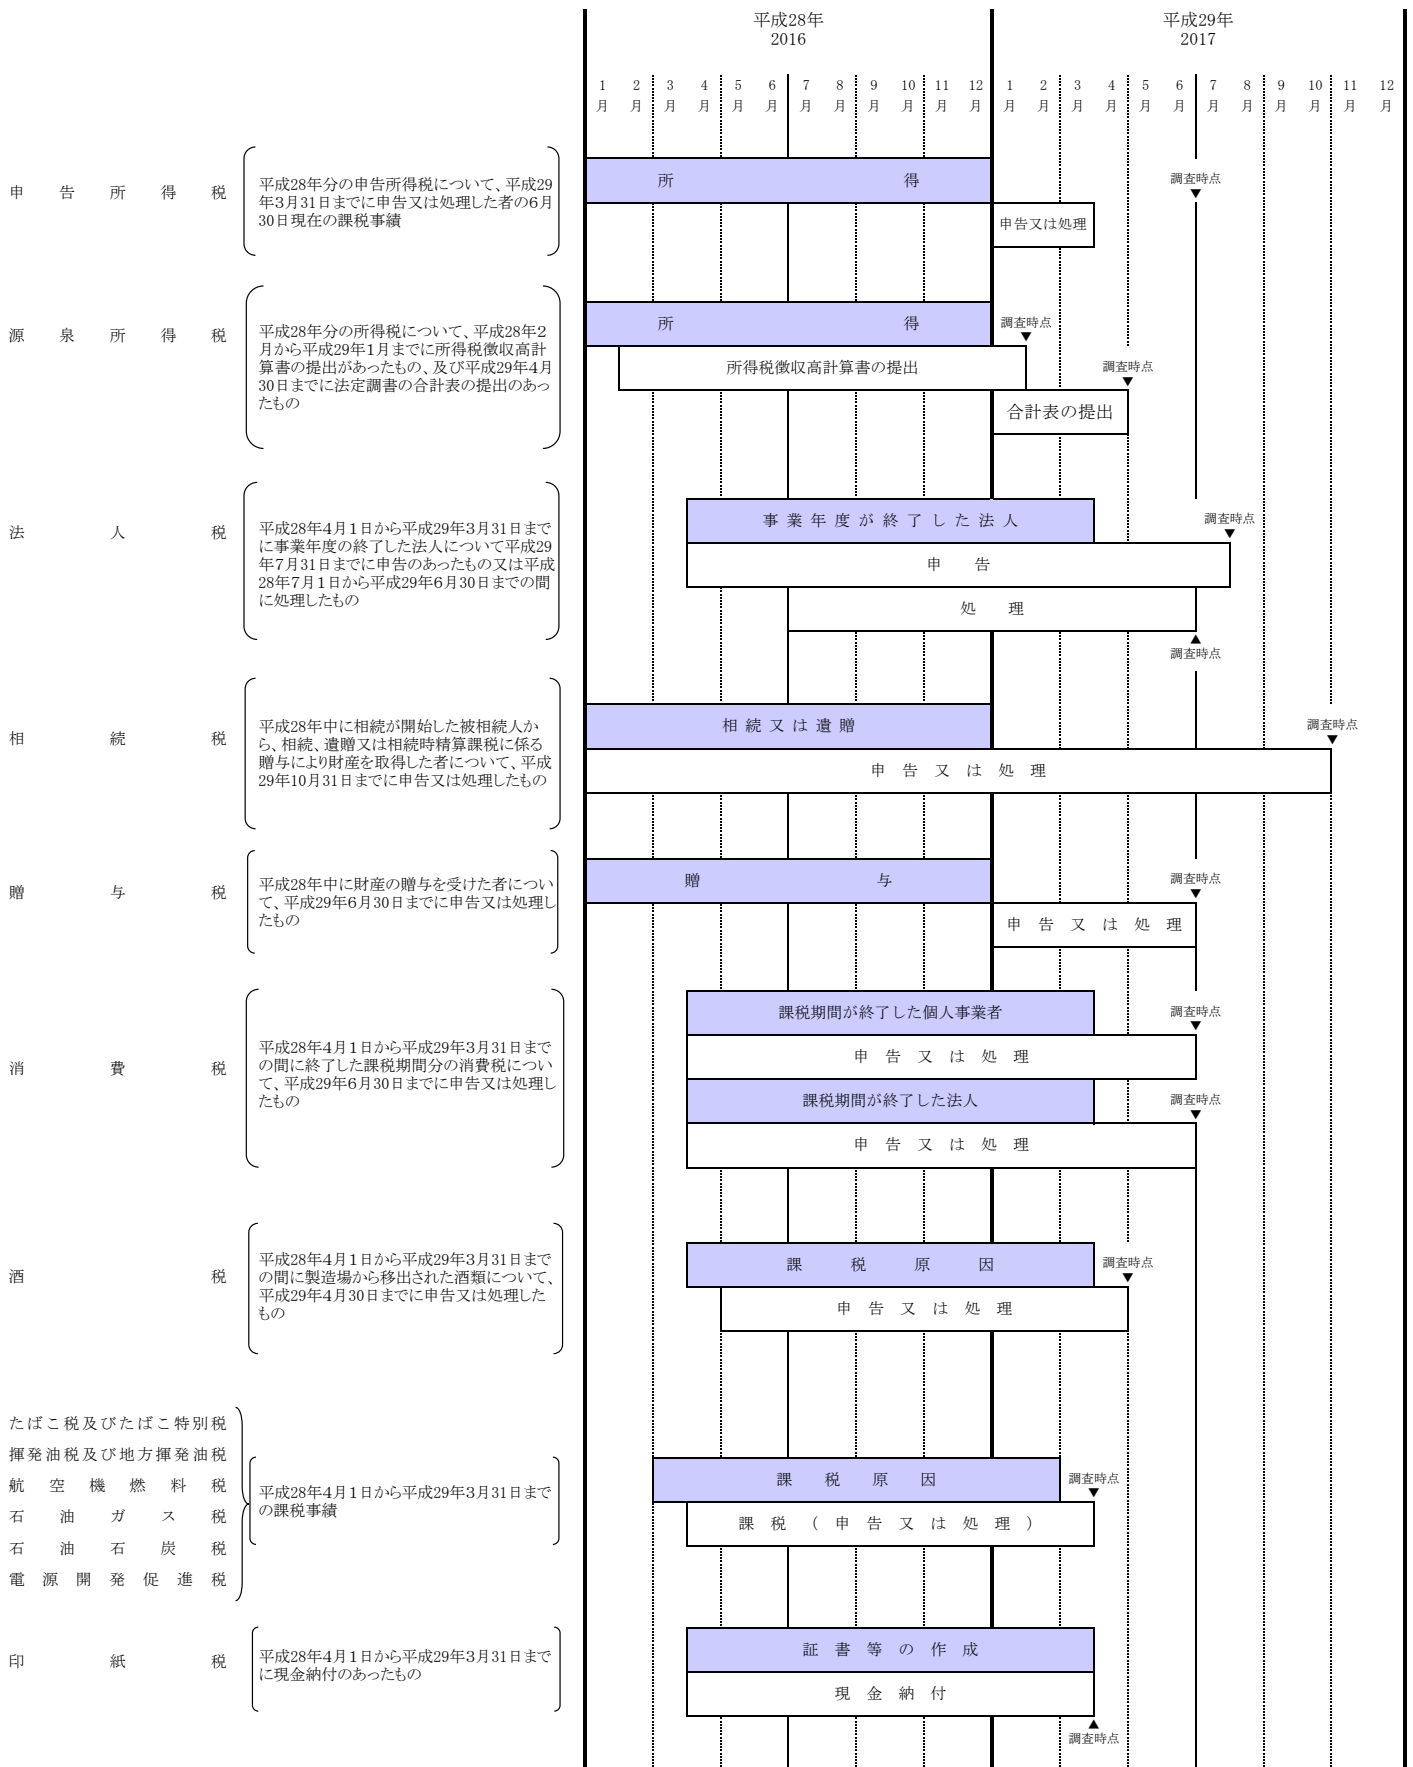 平成28年
2016
平成29年
2017
1 2 3 4 5 6 7 8 9 10 11 12 1 2 3 4 5 6 7 8 9 10 11 12
月 月 月 月 月 月 月 月 月 月 月 月 月 月 月 月 月 月 月 月 月 月 月 月
申告所得税
平成28年分の申告所得税について、平成29
年3月31日までに申告又は処理した者の6月
30日現在の課税事績
所得
調査時点
申告又は処理
源泉所得税
平成28年分の所得税について、平成28年2
月から平成29年1月までに所得税徴収高計
算書の提出があったもの、及び平成29年4月
30日までに法定調書の合計表の提出のあっ
たもの
所得
調査時点
所得税徴収高計算書の提出
調査時点
合計表の提出
法人税
平成28年4月1日から平成29年3月31日まで
に事業年度の終了した法人について平成29
年7月31日までに申告のあったもの又は平成
28年7月1日から平成29年6月30日までの間
に処理したもの
事業年度が終了した法人
調査時点
申告
処理
調査時点
相続税
平成28年中に相続が開始した被相続人か
ら、相続、遺贈又は相続時精算課税に係る
贈与により財産を取得した者について、平成
29年10月31日までに申告又は処理したもの
相続又は遺贈
調査時点
申告又は処理
贈与税
平成28年中に財産の贈与を受けた者につい
て、平成29年6月30日までに申告又は処理し
たもの
贈与
調査時点
申告又は処理
消費税
平成28年4月1日から平成29年3月31日まで
の間に終了した課税期間分の消費税につい
て、平成29年6月30日までに申告又は処理し
たもの
課税期間が終了した個人事業者
調査時点
申告又は処理
課税期間が終了した法人
調査時点
申告又は処理
酒税
平成28年4月1日から平成29年3月31日まで
の間に製造場から移出された酒類について、
平成29年4月30日までに申告又は処理した
もの
課税原因
調査時点
申告又は処理
たばこ税及びたばこ特別税
揮発油税及び地方揮発油税
航空機燃料税
石油ガス税
石油石炭税
電源開発促進税
平成28年4月1日から平成29年3月31日まで
の課税事績
課税原因
調査時点
課税(申告又は処理)
印紙税
平成28年4月1日から平成29年3月31日まで
に現金納付のあったもの
証書等の作成
現金納付
調査時点